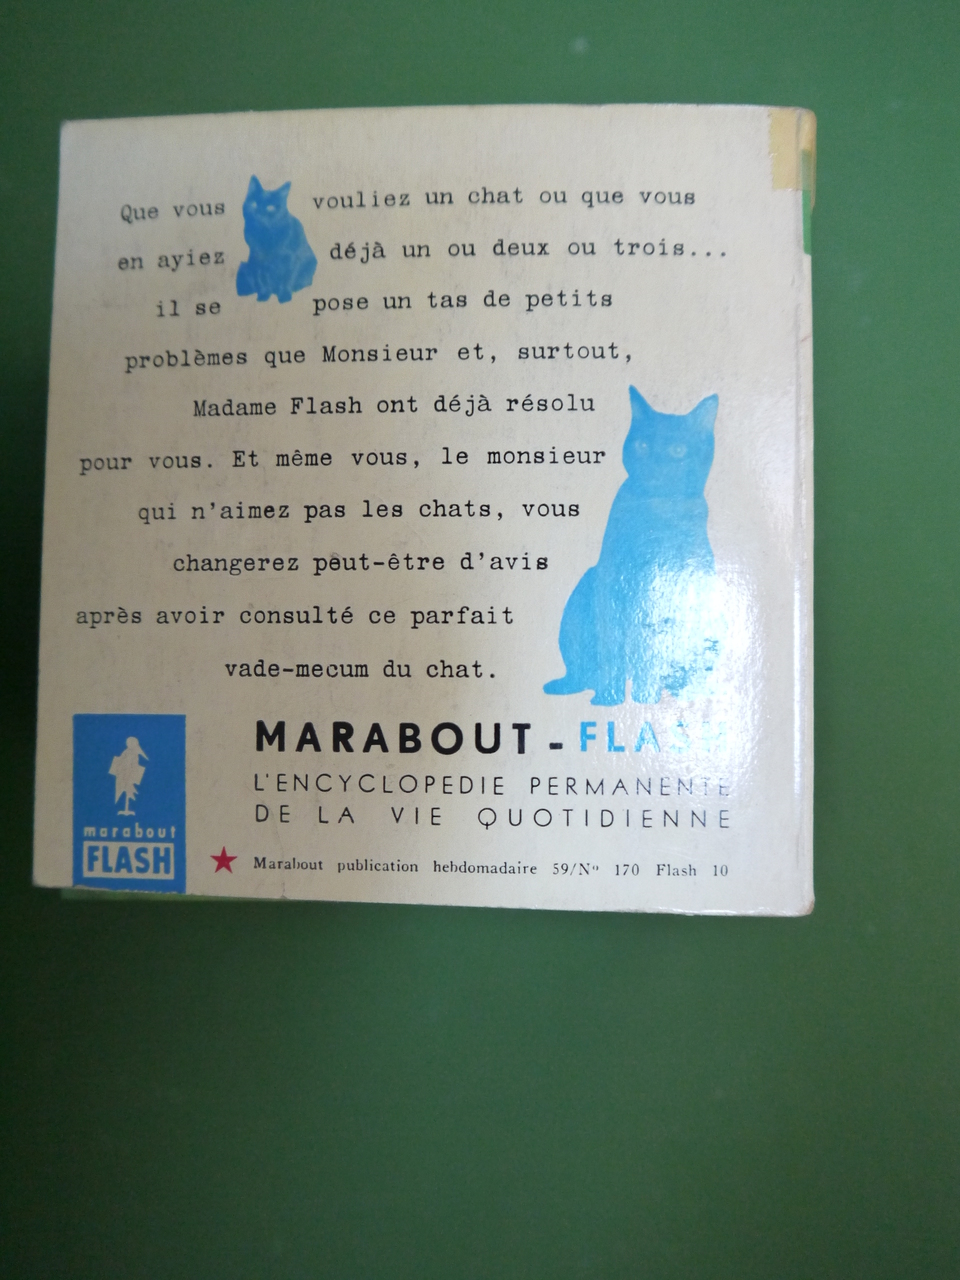 Que vous vouliez un chat ou que vous
en ayiez déjà un ou deux ou trois...
il se pose un tas de petits
problèmes que Monsieur et, surtout,
Madame Flash ont déjà résolu
pour vous. Et même vous, le monsieur
qui n'aimez pas les chats, vous
changerez peut-être d'avis
après avoir consulté ce parfait
vade-mecum du chat.
MARABOUT - FLASH
L'ENCYCLOPEDIE PERMANENTE
DE LA VIE QUOTIDIENNE
marabout
FLASH
Marabout publication hebdomadaire 59/Nº 170 Flash 10